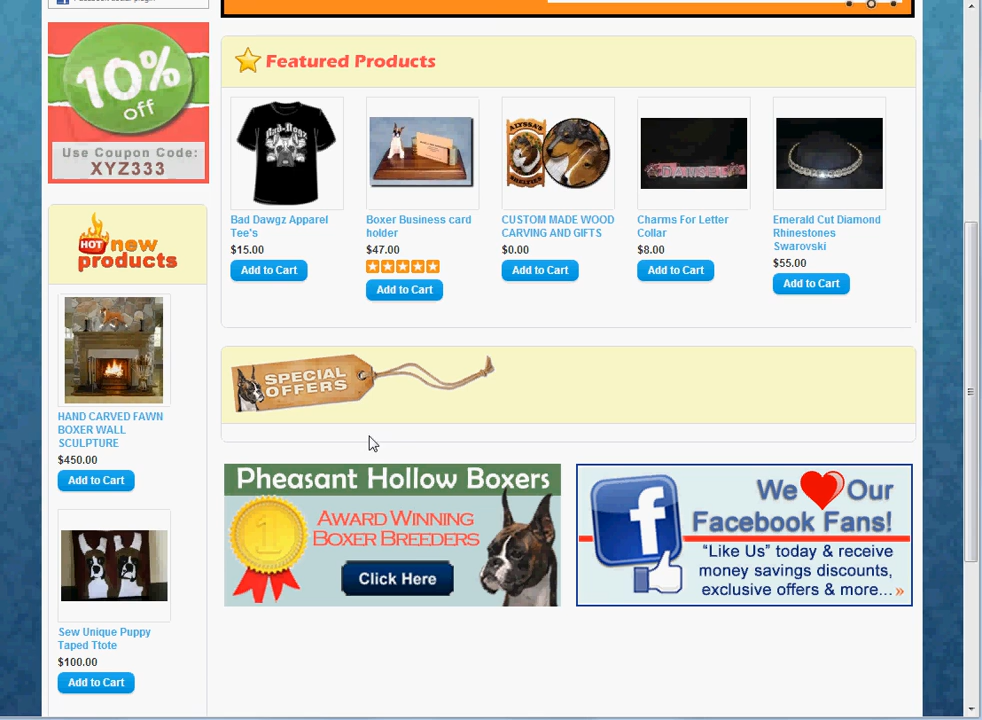 10%
off
Use Coupon Code:
XYZ333
HOT new
products
HAND CARVED FAWN
BOXER WALL
SCULPTURE
$450.00
Add to Cart
Sew Unique Puppy
Taped Ttote
$100.00
Add to Cart
Featured Products
Bad Dawgz Apparel
Tee's
$15.00
Add to Cart
Boxer Business card
holder
$47.00
Add to Cart
ALYSSA'S
SHELTIES
CUSTOM MADE WOOD
CARVING AND GIFTS
$0.00
Add to Cart
Charms For Letter
Collar
$8.00
Add to Cart
Emerald Cut Diamond
Rhinestones
Swarovski
$55.00
Add to Cart
SPECIAL
OFFERS
Pheasant Hollow Boxers
1
AWARD WINNING
BOXER BREEDERS
Click Here
f
We Our
Facebook Fans!
“Like Us” today & receive
money savings discounts,
exclusive offers & more... »